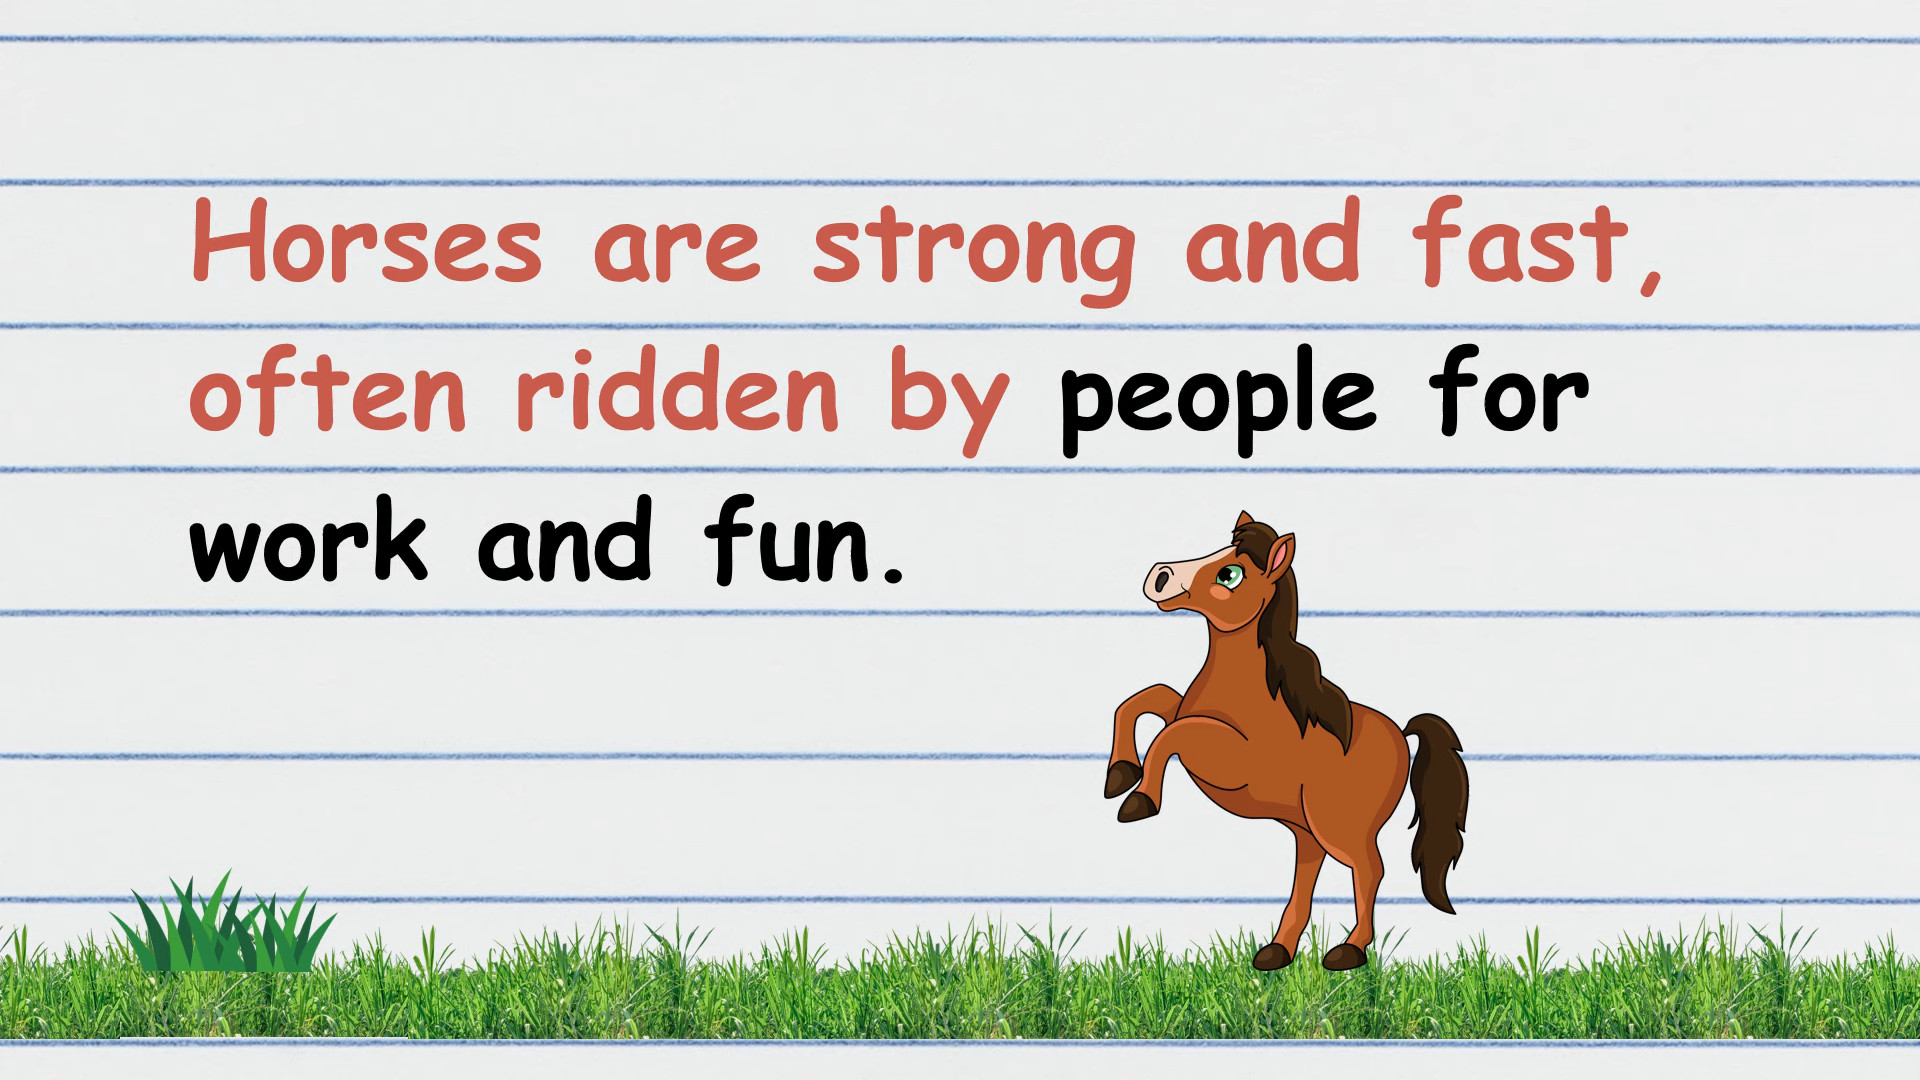 Horses are strong and fast,
often ridden by people for
work and fun.